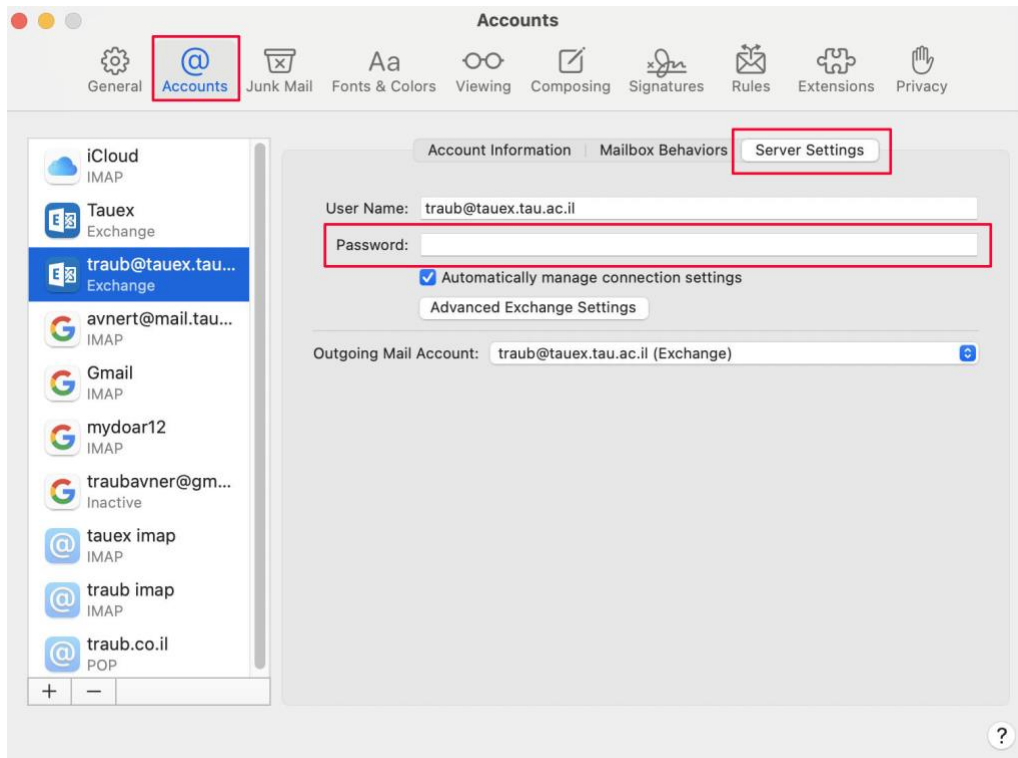 Accounts
General Accounts Junk Mail Fonts & Colors Viewing Composing Signatures Rules Extensions Privacy
iCloud
IMAP
Tauex
Exchange
traub@tauex.tau...
Exchange
avnert@mail.tau...
IMAP
Gmail
IMAP
mydoar12
IMAP
traubavner@gm...
Inactive
tauex imap
IMAP
traub imap
IMAP
traub.co.il
POP
Account Information Mailbox Behaviors Server Settings
User Name: traub@tauex.tau.ac.il
Password:
Automatically manage connection settings
Advanced Exchange Settings
Outgoing Mail Account: traub@tauex.tau.ac.il (Exchange)
?